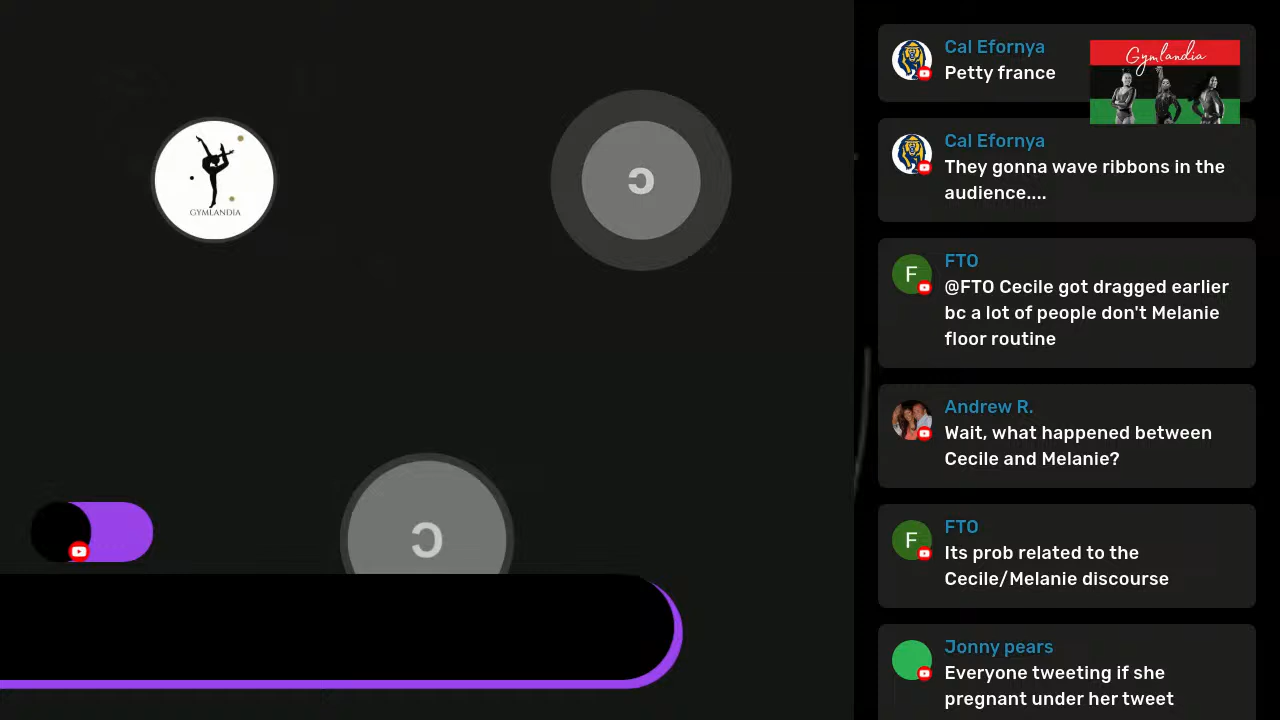 GYMLANDIA
ɔ
ɔ
Cal Efornya
Petty france
Gymlandia
Cal Efornya
They gonna wave ribbons in the
audience....
F
FTO
@FTO Cecile got dragged earlier
bc a lot of people don't Melanie
floor routine
Andrew R.
Wait, what happened between
Cecile and Melanie?
F
FTO
Its prob related to the
Cecile/Melanie discourse
Jonny pears
Everyone tweeting if she
pregnant under her tweet